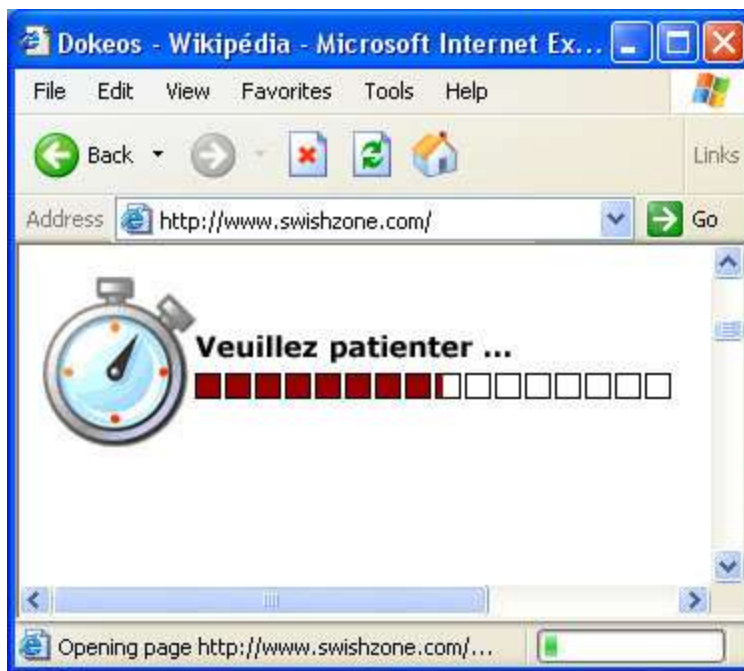 Dokeos - Wikipédia - Microsoft Internet Ex...
File Edit View Favorites Tools Help
Back Links
Address http://www.swishzone.com/ Go
Veuillez patienter ...
Opening page http://www.swishzone.com/...